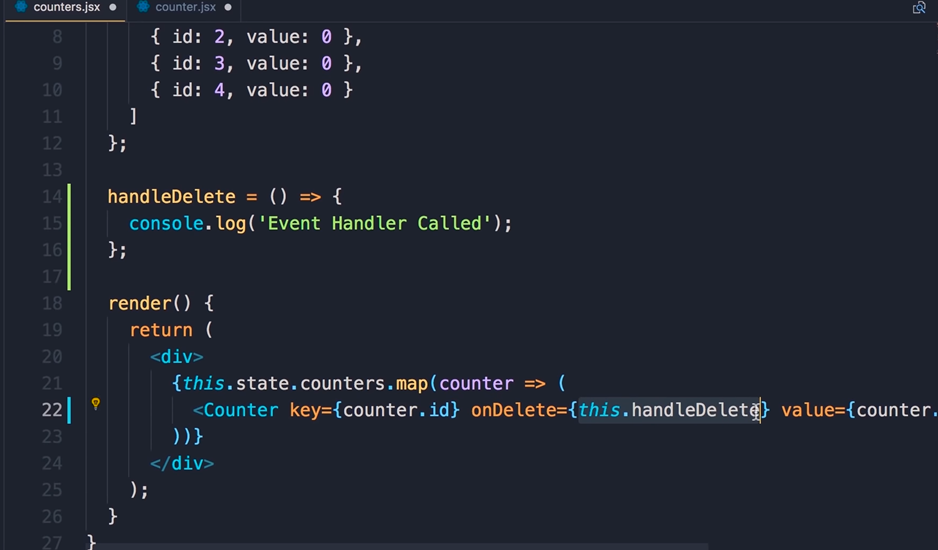 counters.jsx ● counter.jsx ●
8 { id: 2, value: 0 },
9 { id: 3, value: 0 },
10 { id: 4, value: 0 }
11 ]
12 };
13
14 handleDelete = () => {
15 console.log('Event Handler Called');
16 };
17
18 render() {
19 return (
20 <div>
21 {this.state.counters.map(counter => (
22 <Counter key={counter.id} onDelete={this.handleDelete} value={counter.
23 ))}
24 </div>
25 );
26 }
27 }